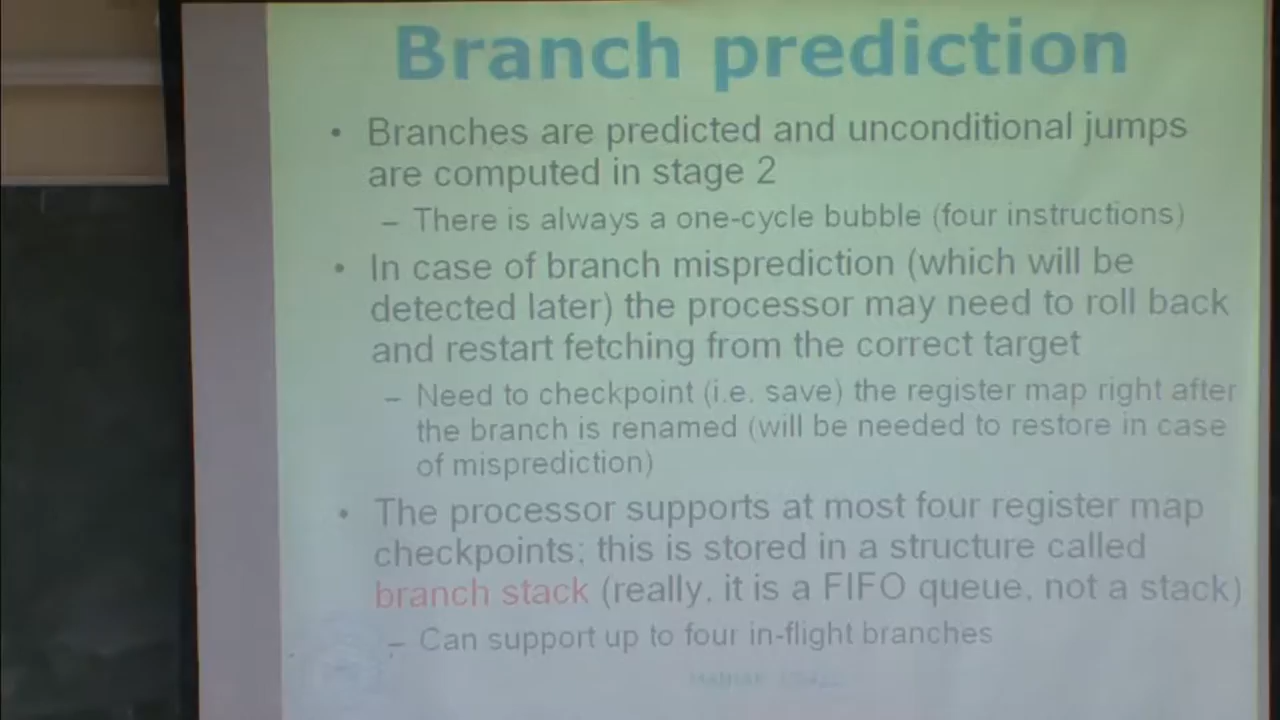 Branch prediction
• Branches are predicted and unconditional jumps
are computed in stage 2
– There is always a one-cycle bubble (four instructions)
• In case of branch misprediction (which will be
detected later) the processor may need to roll back
and restart fetching from the correct target
– Need to checkpoint (i.e. save) the register map right after
the branch is renamed (will be needed to restore in case
of misprediction)
• The processor supports at most four register map
checkpoints; this is stored in a structure called
branch stack (really, it is a FIFO queue, not a stack)
– Can support up to four in-flight branches